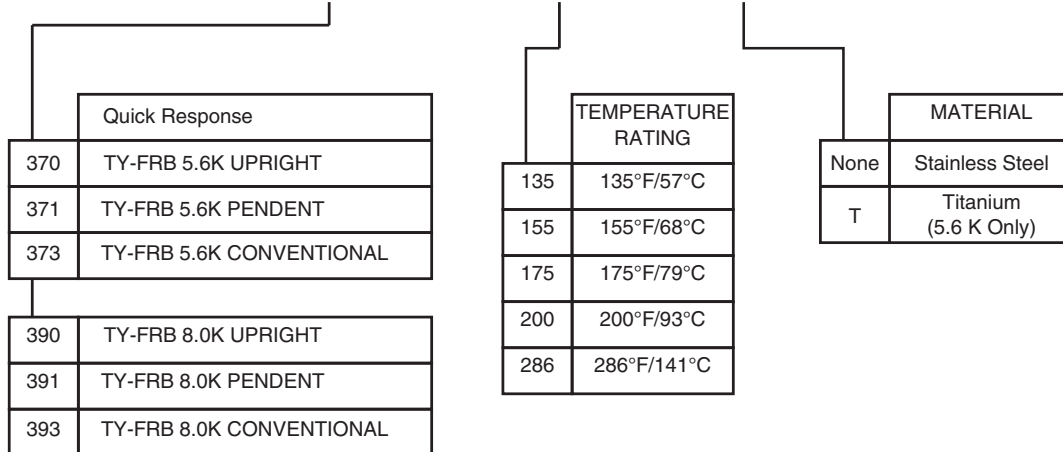 Quick Response
370 TY-FRB 5.6K UPRIGHT
371 TY-FRB 5.6K PENDENT
373 TY-FRB 5.6K CONVENTIONAL
390 TY-FRB 8.0K UPRIGHT
391 TY-FRB 8.0K PENDENT
393 TY-FRB 8.0K CONVENTIONAL
TEMPERATURE
RATING
135 135°F/57°C
155 155°F/68°C
175 175°F/79°C
200 200°F/93°C
286 286°F/141°C
MATERIAL
None Stainless Steel
T Titanium
(5.6 K Only)